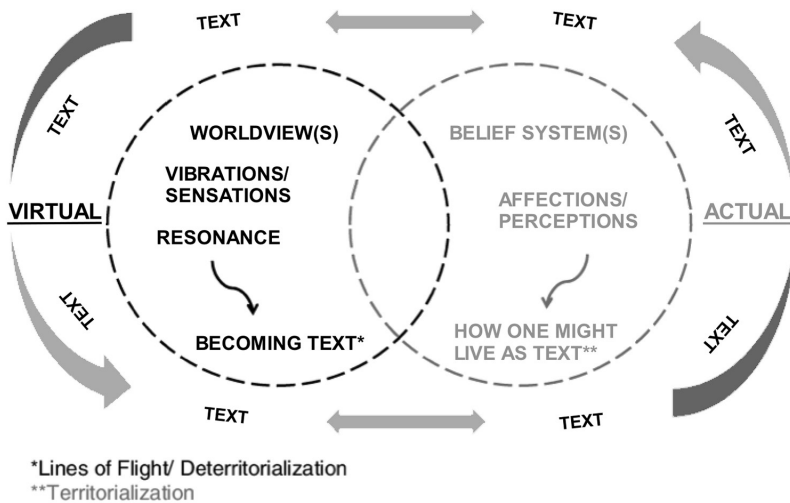 TEXT
TEXT
TEXT
TEXT
WORLDVIEW(S)
BELIEF SYSTEM(S)
VIBRATIONS/
SENSATIONS
AFFECTIONS/
PERCEPTIONS
VIRTUAL
ACTUAL
RESONANCE
TEXT
TEXT
BECOMING TEXT*
HOW ONE MIGHT
LIVE AS TEXT**
TEXT
TEXT
*Lines of Flight/ Deterritorialization
**Territorialization